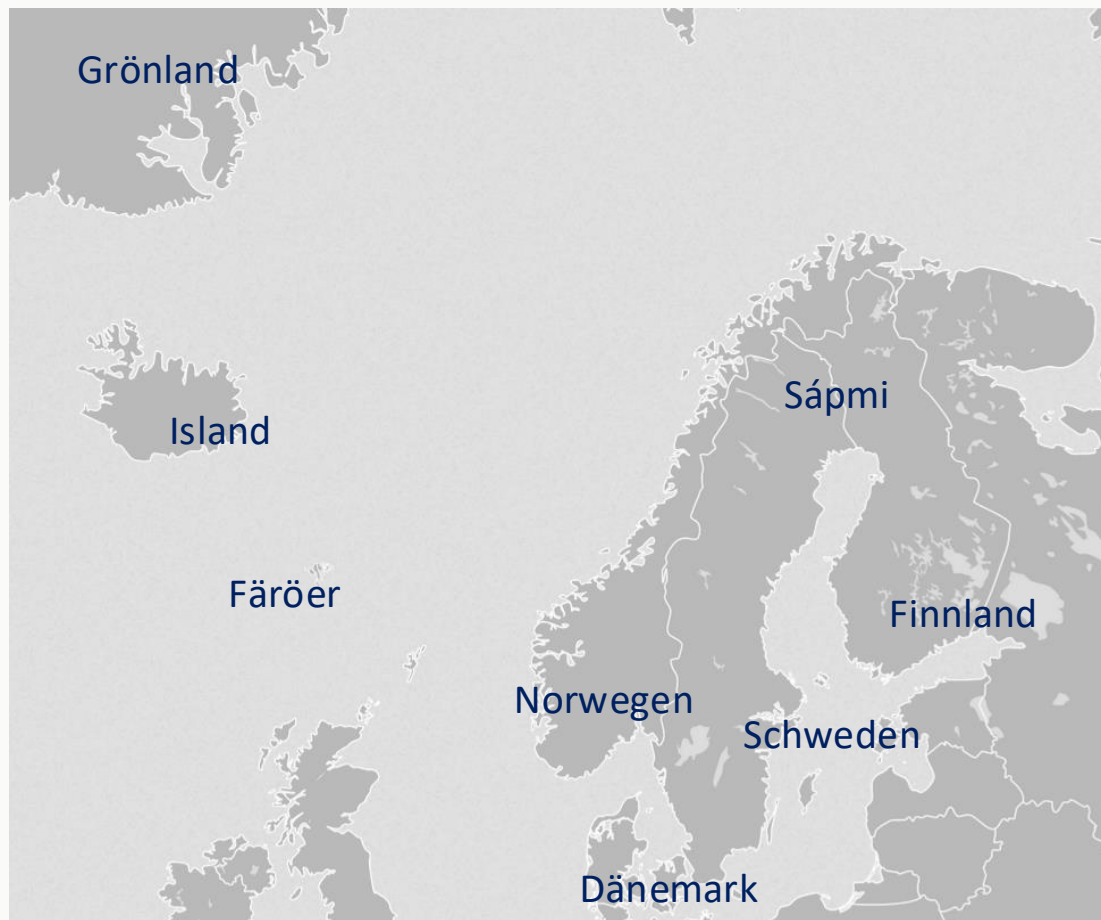 Grönland
Sápmi
Island
Färöer
Finnland
Norwegen
Schweden
Dänemark